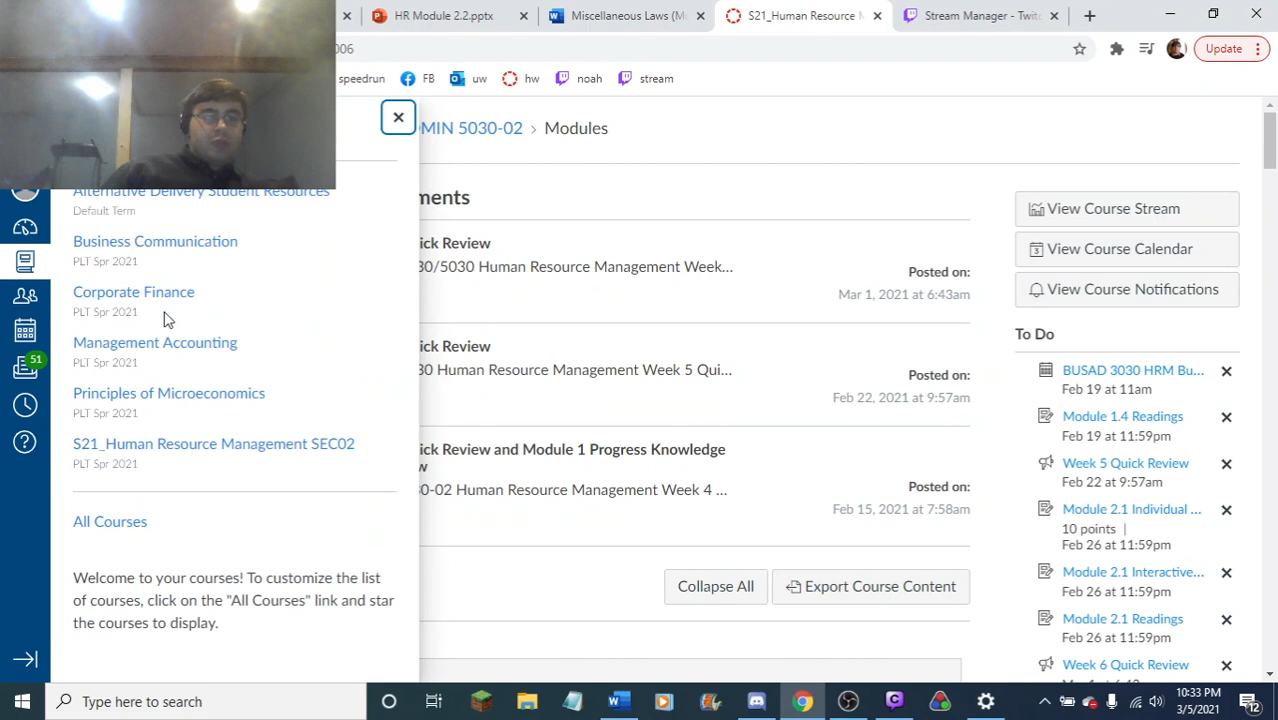 HR Module 2.2.pptx
Miscellaneous Laws (M
S21_Human Resource M
Stream Manager - Twitc
006
Update
speedrun
FB
uw
hw
noah
stream
MIN 5030-02 > Modules
Alternative Delivery Student Resources
Default Term
Business Communication
PLT Spr 2021
Corporate Finance
PLT Spr 2021
Management Accounting
PLT Spr 2021
Principles of Microeconomics
PLT Spr 2021
S21_Human Resource Management SEC02
PLT Spr 2021
All Courses
Welcome to your courses! To customize the list
of courses, click on the "All Courses" link and star
the courses to display.
51
ments
ick Review
30/5030 Human Resource Management Week...
Posted on:
Mar 1, 2021 at 6:43am
ick Review
30 Human Resource Management Week 5 Qui...
Posted on:
Feb 22, 2021 at 9:57am
ick Review and Module 1 Progress Knowledge
w
0-02 Human Resource Management Week 4 ...
Posted on:
Feb 15, 2021 at 7:58am
Collapse All
Export Course Content
View Course Stream
View Course Calendar
View Course Notifications
To Do
BUSAD 3030 HRM Bu...
Feb 19 at 11am
Module 1.4 Readings
Feb 19 at 11:59pm
Week 5 Quick Review
Feb 22 at 9:57am
Module 2.1 Individual ...
10 points |
Feb 26 at 11:59pm
Module 2.1 Interactive...
Feb 26 at 11:59pm
Module 2.1 Readings
Feb 26 at 11:59pm
Week 6 Quick Review
Type here to search
10:33 PM
3/5/2021
12